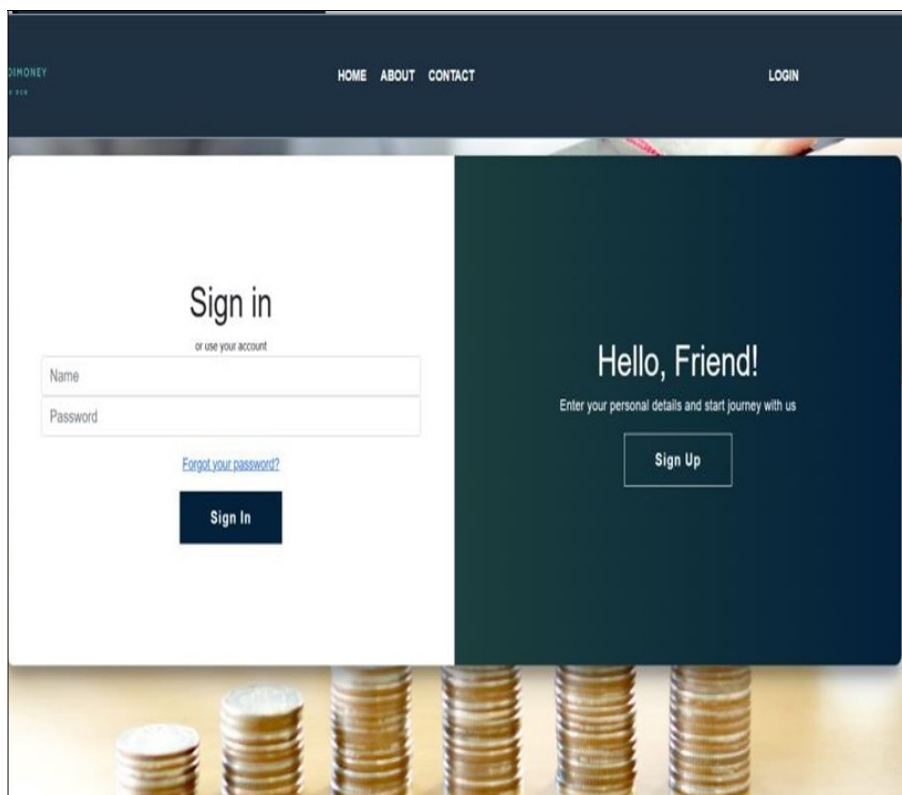 HOME ABOUT CONTACT
LOGIN
Sign in
or use your account
Name
Password
Forgot your password?
Sign In
Hello, Friend!
Enter your personal details and start journey with us
Sign Up